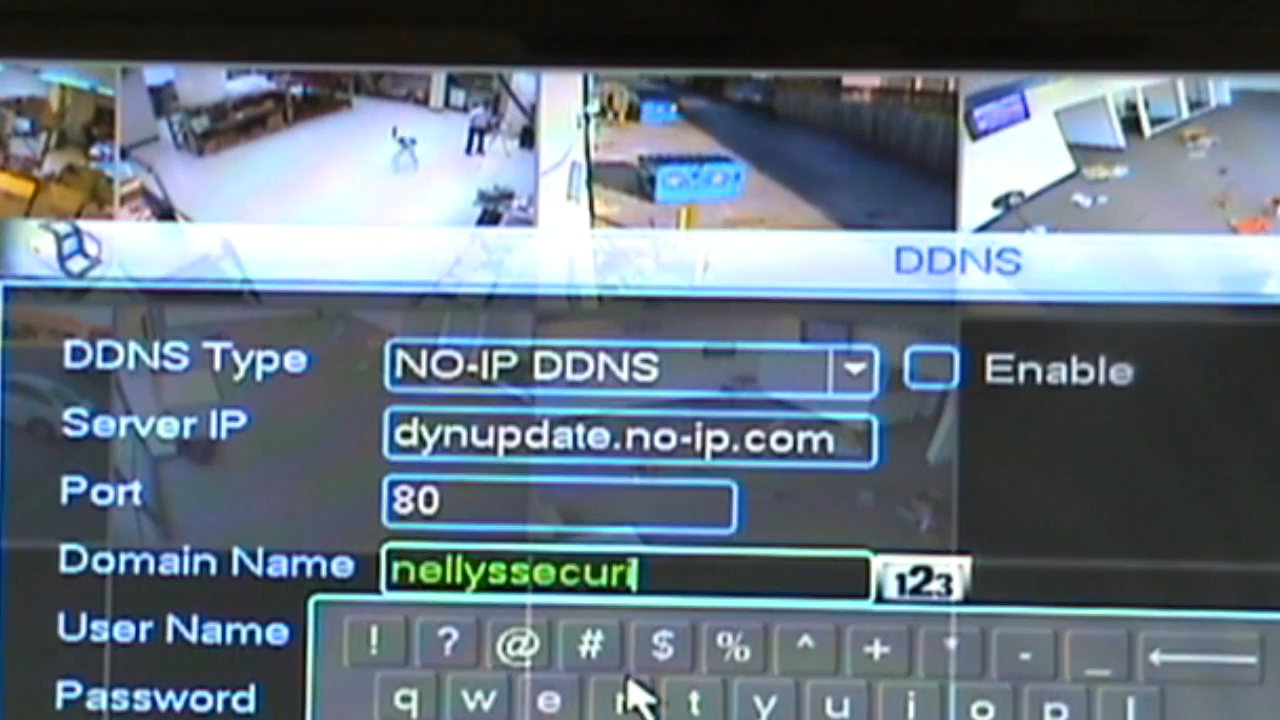 DDNS
DDNS Type NO-IP DDNS Enable
Server IP dynupdate.no-ip.com
Port 80
Domain Name nellyssecuri 123
User Name ! ? @ # $ % ^ + * - _
Password q w e r t y u i o p